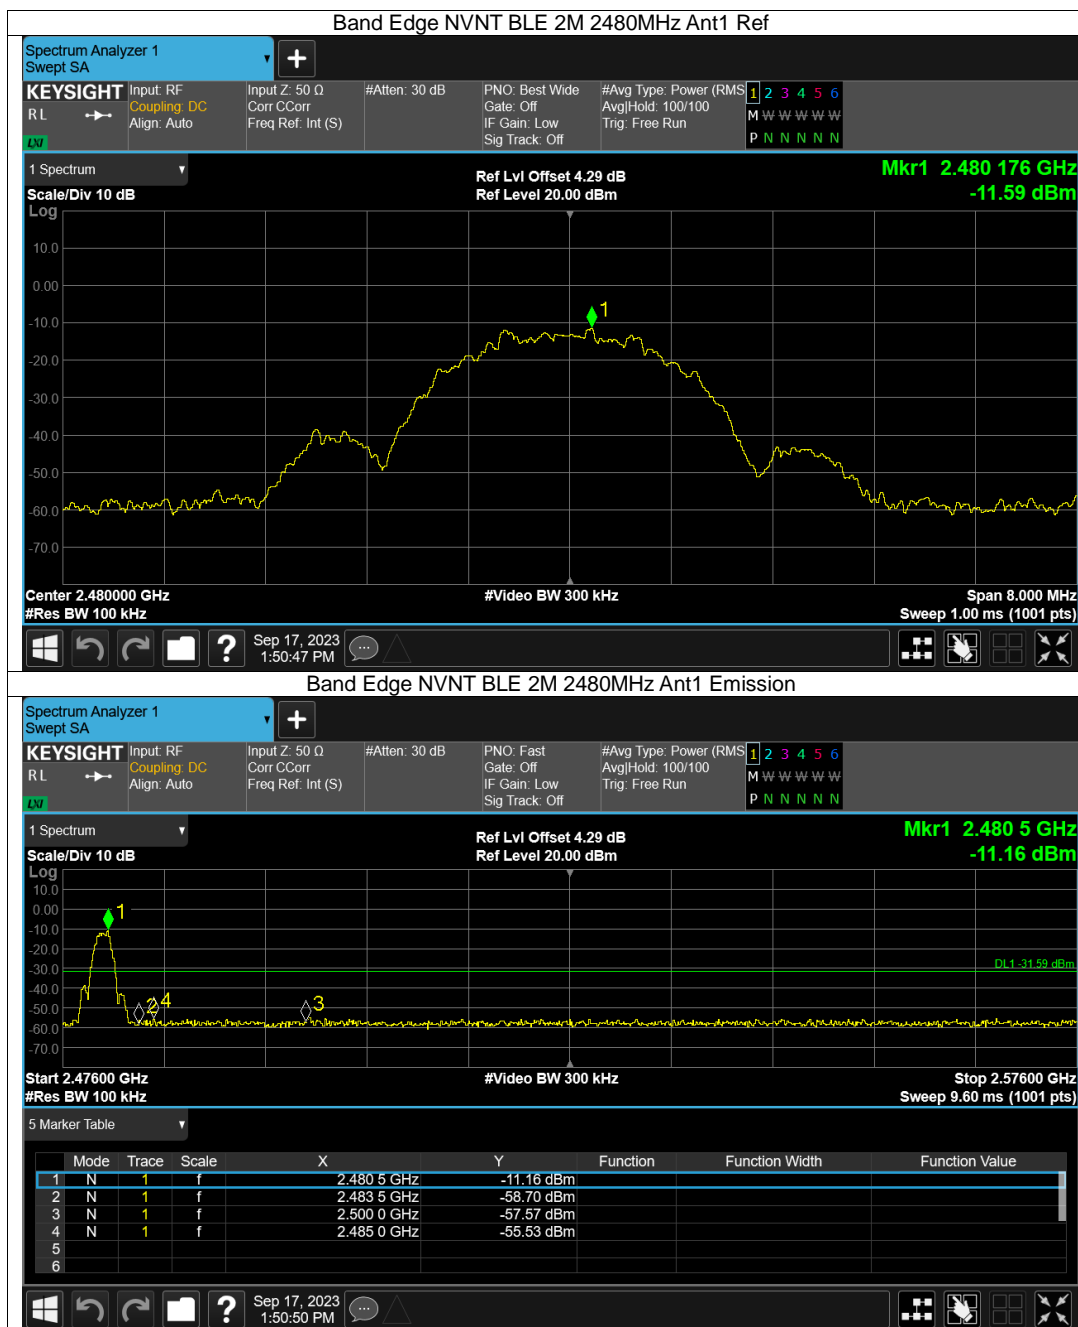 Band Edge NVNT BLE 2M 2480MHz Ant1 Ref
Spectrum Analyzer 1
Swept SA
KEYSIGHT Input: RF Input Z: 50 Ω #Atten: 30 dB PNO: Best Wide #Avg Type: Power (RMS 1 2 3 4 5 6
RL Coupling: DC Corr CCorr Gate: Off Avg|Hold: 100/100 M W W W W W
Align: Auto Freq Ref: Int (S) IF Gain: Low Trig: Free Run
LXI Sig Track: Off P N N N N N
1 Spectrum Ref Lvl Offset 4.29 dB Mkr1 2.480 176 GHz
Scale/Div 10 dB Ref Level 20.00 dBm -11.59 dBm
Log
10.0
0.00
-10.0
-20.0
-30.0
-40.0
-50.0
-60.0
-70.0
1
Center 2.480000 GHz #Video BW 300 kHz Span 8.000 MHz
#Res BW 100 kHz Sweep 1.00 ms (1001 pts)
? Sep 17, 2023
1:50:47 PM
Band Edge NVNT BLE 2M 2480MHz Ant1 Emission
Spectrum Analyzer 1
Swept SA
KEYSIGHT Input: RF Input Z: 50 Ω #Atten: 30 dB PNO: Fast #Avg Type: Power (RMS 1 2 3 4 5 6
RL Coupling: DC Corr CCorr Gate: Off Avg|Hold: 100/100 M W W W W W
Align: Auto Freq Ref: Int (S) IF Gain: Low Trig: Free Run
LXI Sig Track: Off P N N N N N
1 Spectrum Ref Lvl Offset 4.29 dB Mkr1 2.480 5 GHz
Scale/Div 10 dB Ref Level 20.00 dBm -11.16 dBm
Log
10.0
0.00
-10.0
-20.0
-30.0
-40.0
-50.0
-60.0
-70.0
1
DL1 -31.59 dBm
2 4 3
Start 2.47600 GHz #Video BW 300 kHz Stop 2.57600 GHz
#Res BW 100 kHz Sweep 9.60 ms (1001 pts)
5 Marker Table
Mode Trace Scale X Y Function Function Width Function Value
1 N 1 f 2.480 5 GHz -11.16 dBm
2 N 1 f 2.483 5 GHz -58.70 dBm
3 N 1 f 2.500 0 GHz -57.57 dBm
4 N 1 f 2.485 0 GHz -55.53 dBm
5
6
? Sep 17, 2023
1:50:50 PM